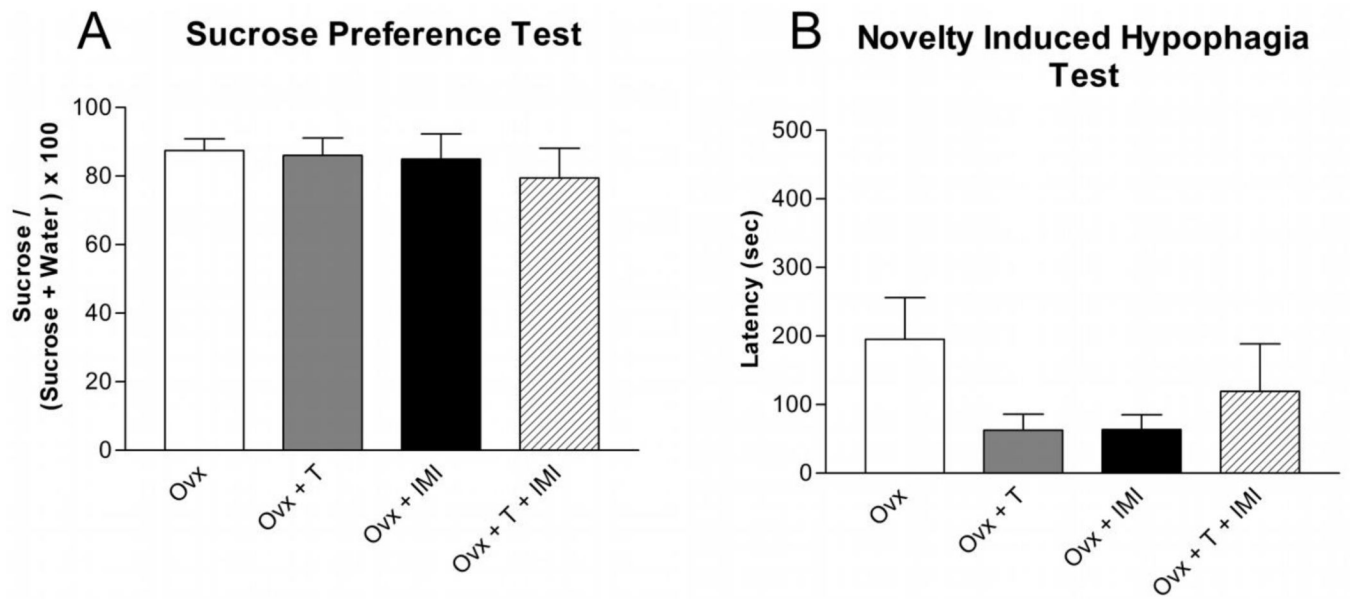 A
Sucrose Preference Test
Sucrose /
(Sucrose + Water ) x 100
100
80
60
40
20
0
Ovx
Ovx + T
Ovx + IMI
Ovx + T + IMI
B
Novelty Induced Hypophagia
Test
Latency (sec)
500
400
300
200
100
0
Ovx
Ovx + T
Ovx + IMI
Ovx + T + IMI